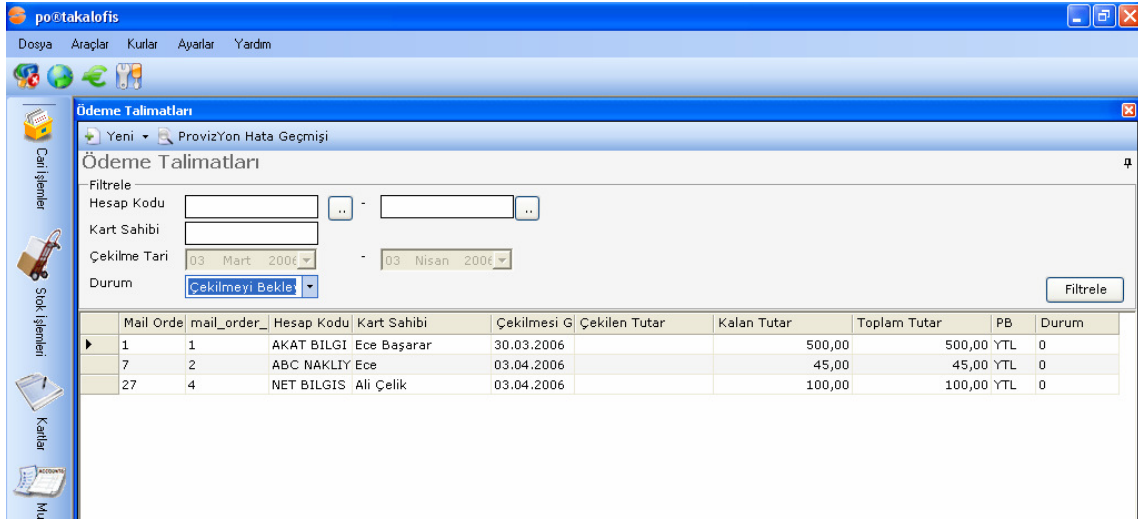 po®takalofis
Dosya Araçlar Kurlar Ayarlar Yardım
Ödeme Talimatları
Yeni ProvizYon Hata Geçmişi
Ödeme Talimatları
Filtrele
Hesap Kodu .. - ..
Kart Sahibi
Çekilme Tari 03 Mart 2006 - 03 Nisan 2006
Durum Çekilmeyi Bekle Filtrele
Mail Orde mail_order_ Hesap Kodu Kart Sahibi Çekilmesi G Çekilen Tutar Kalan Tutar Toplam Tutar PB Durum
1 1 AKAT BILGI Ece Başarar 30.03.2006 500,00 500,00 YTL 0
7 2 ABC NAKLIY Ece 03.04.2006 45,00 45,00 YTL 0
27 4 NET BILGIS Ali Çelik 03.04.2006 100,00 100,00 YTL 0
Cari İşlemler
Stok İşlemleri
Kartlar
ACCOUNTS
Mu